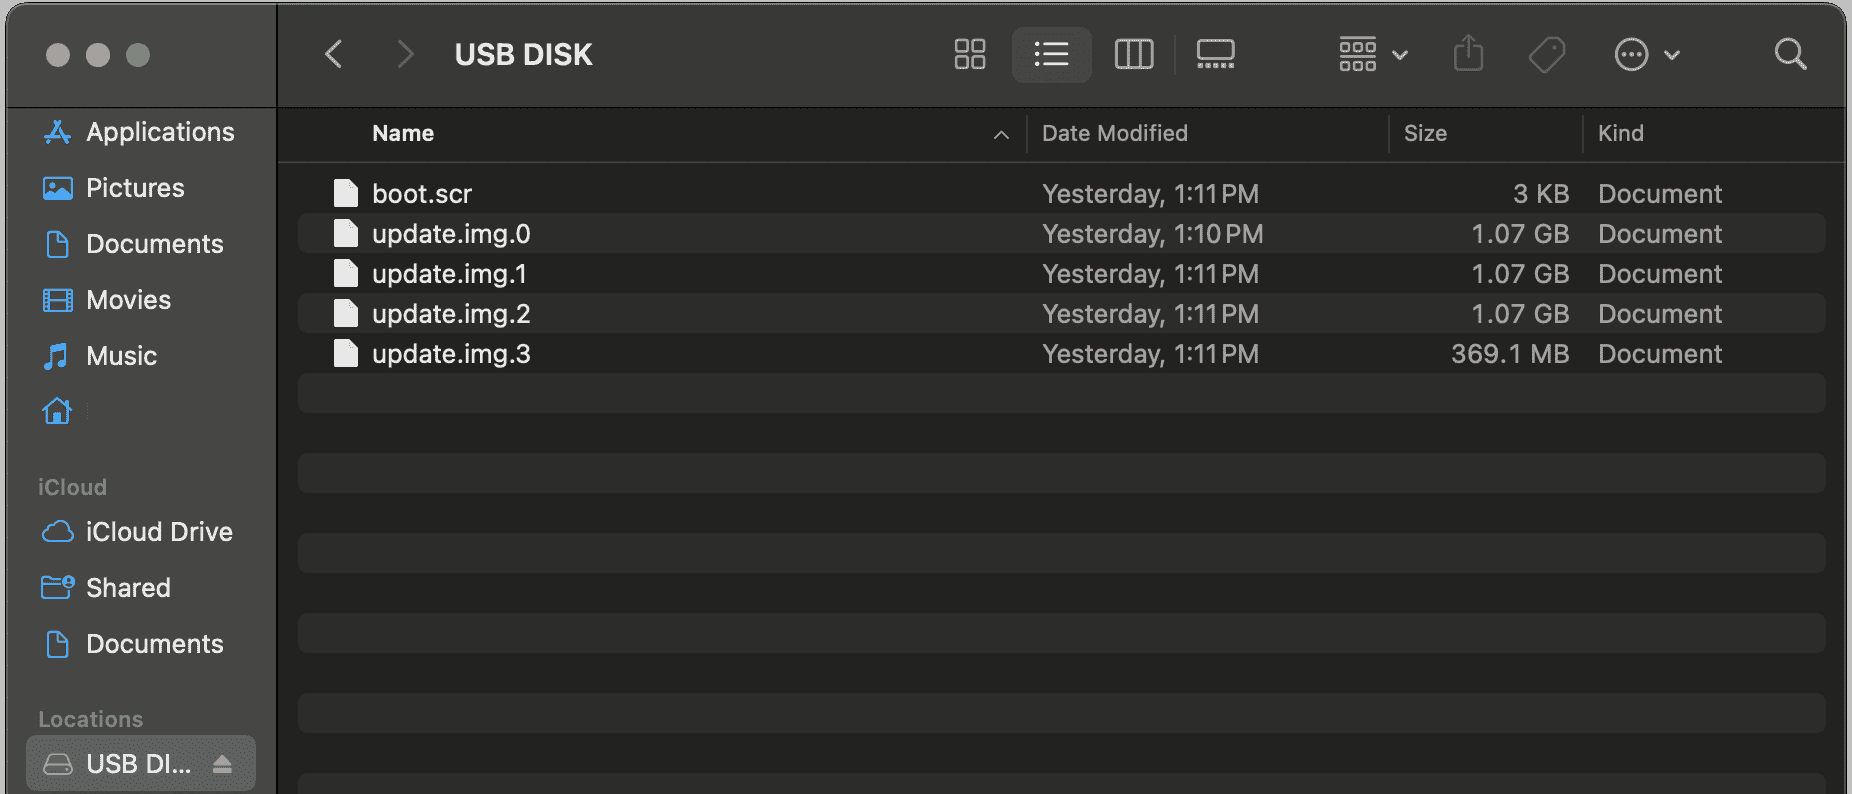 USB DISK
Applications
Pictures
Documents
Movies
Music
iCloud
iCloud Drive
Shared
Documents
Locations
USB DI...
Name Date Modified Size Kind
boot.scr Yesterday, 1:11 PM 3 KB Document
update.img.0 Yesterday, 1:10 PM 1.07 GB Document
update.img.1 Yesterday, 1:11 PM 1.07 GB Document
update.img.2 Yesterday, 1:11 PM 1.07 GB Document
update.img.3 Yesterday, 1:11 PM 369.1 MB Document